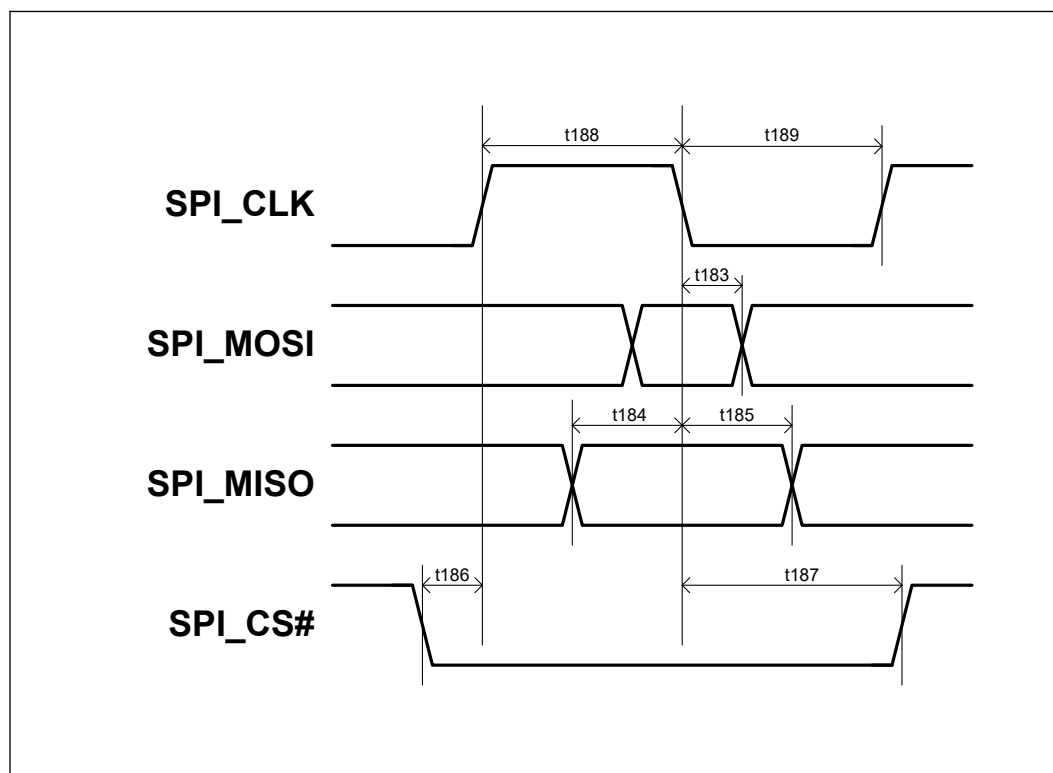 t188
t189
SPI_CLK
t183
SPI_MOSI
t184
t185
SPI_MISO
t186
t187
SPI_CS#